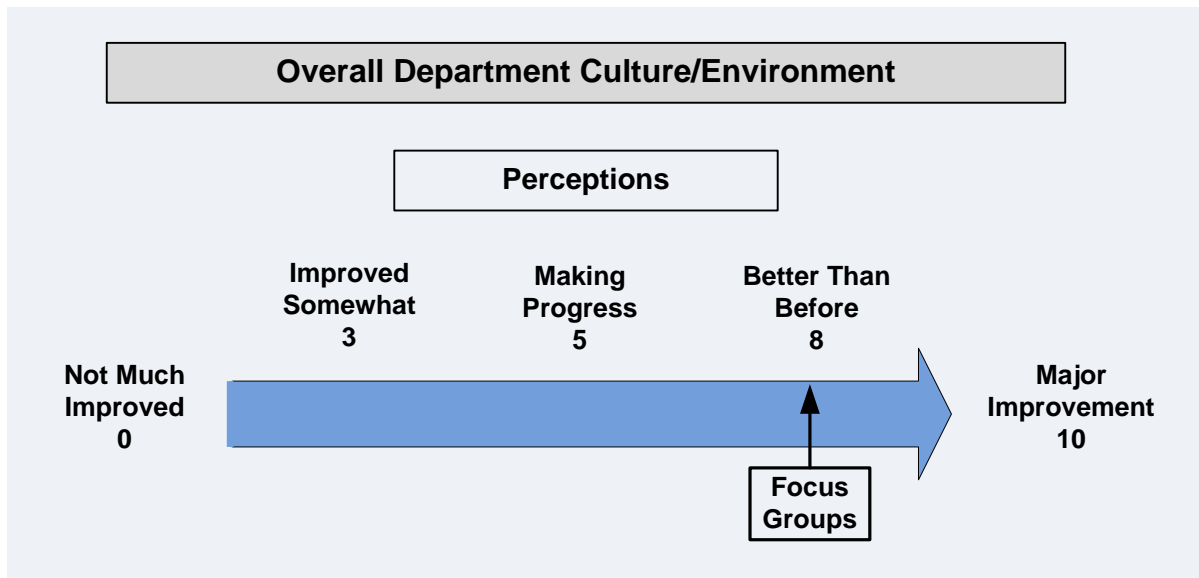 Overall Department Culture/Environment
Perceptions
Improved
Somewhat
3
Making
Progress
5
Better Than
Before
8
Not Much
Improved
0
Major
Improvement
10
Focus
Groups